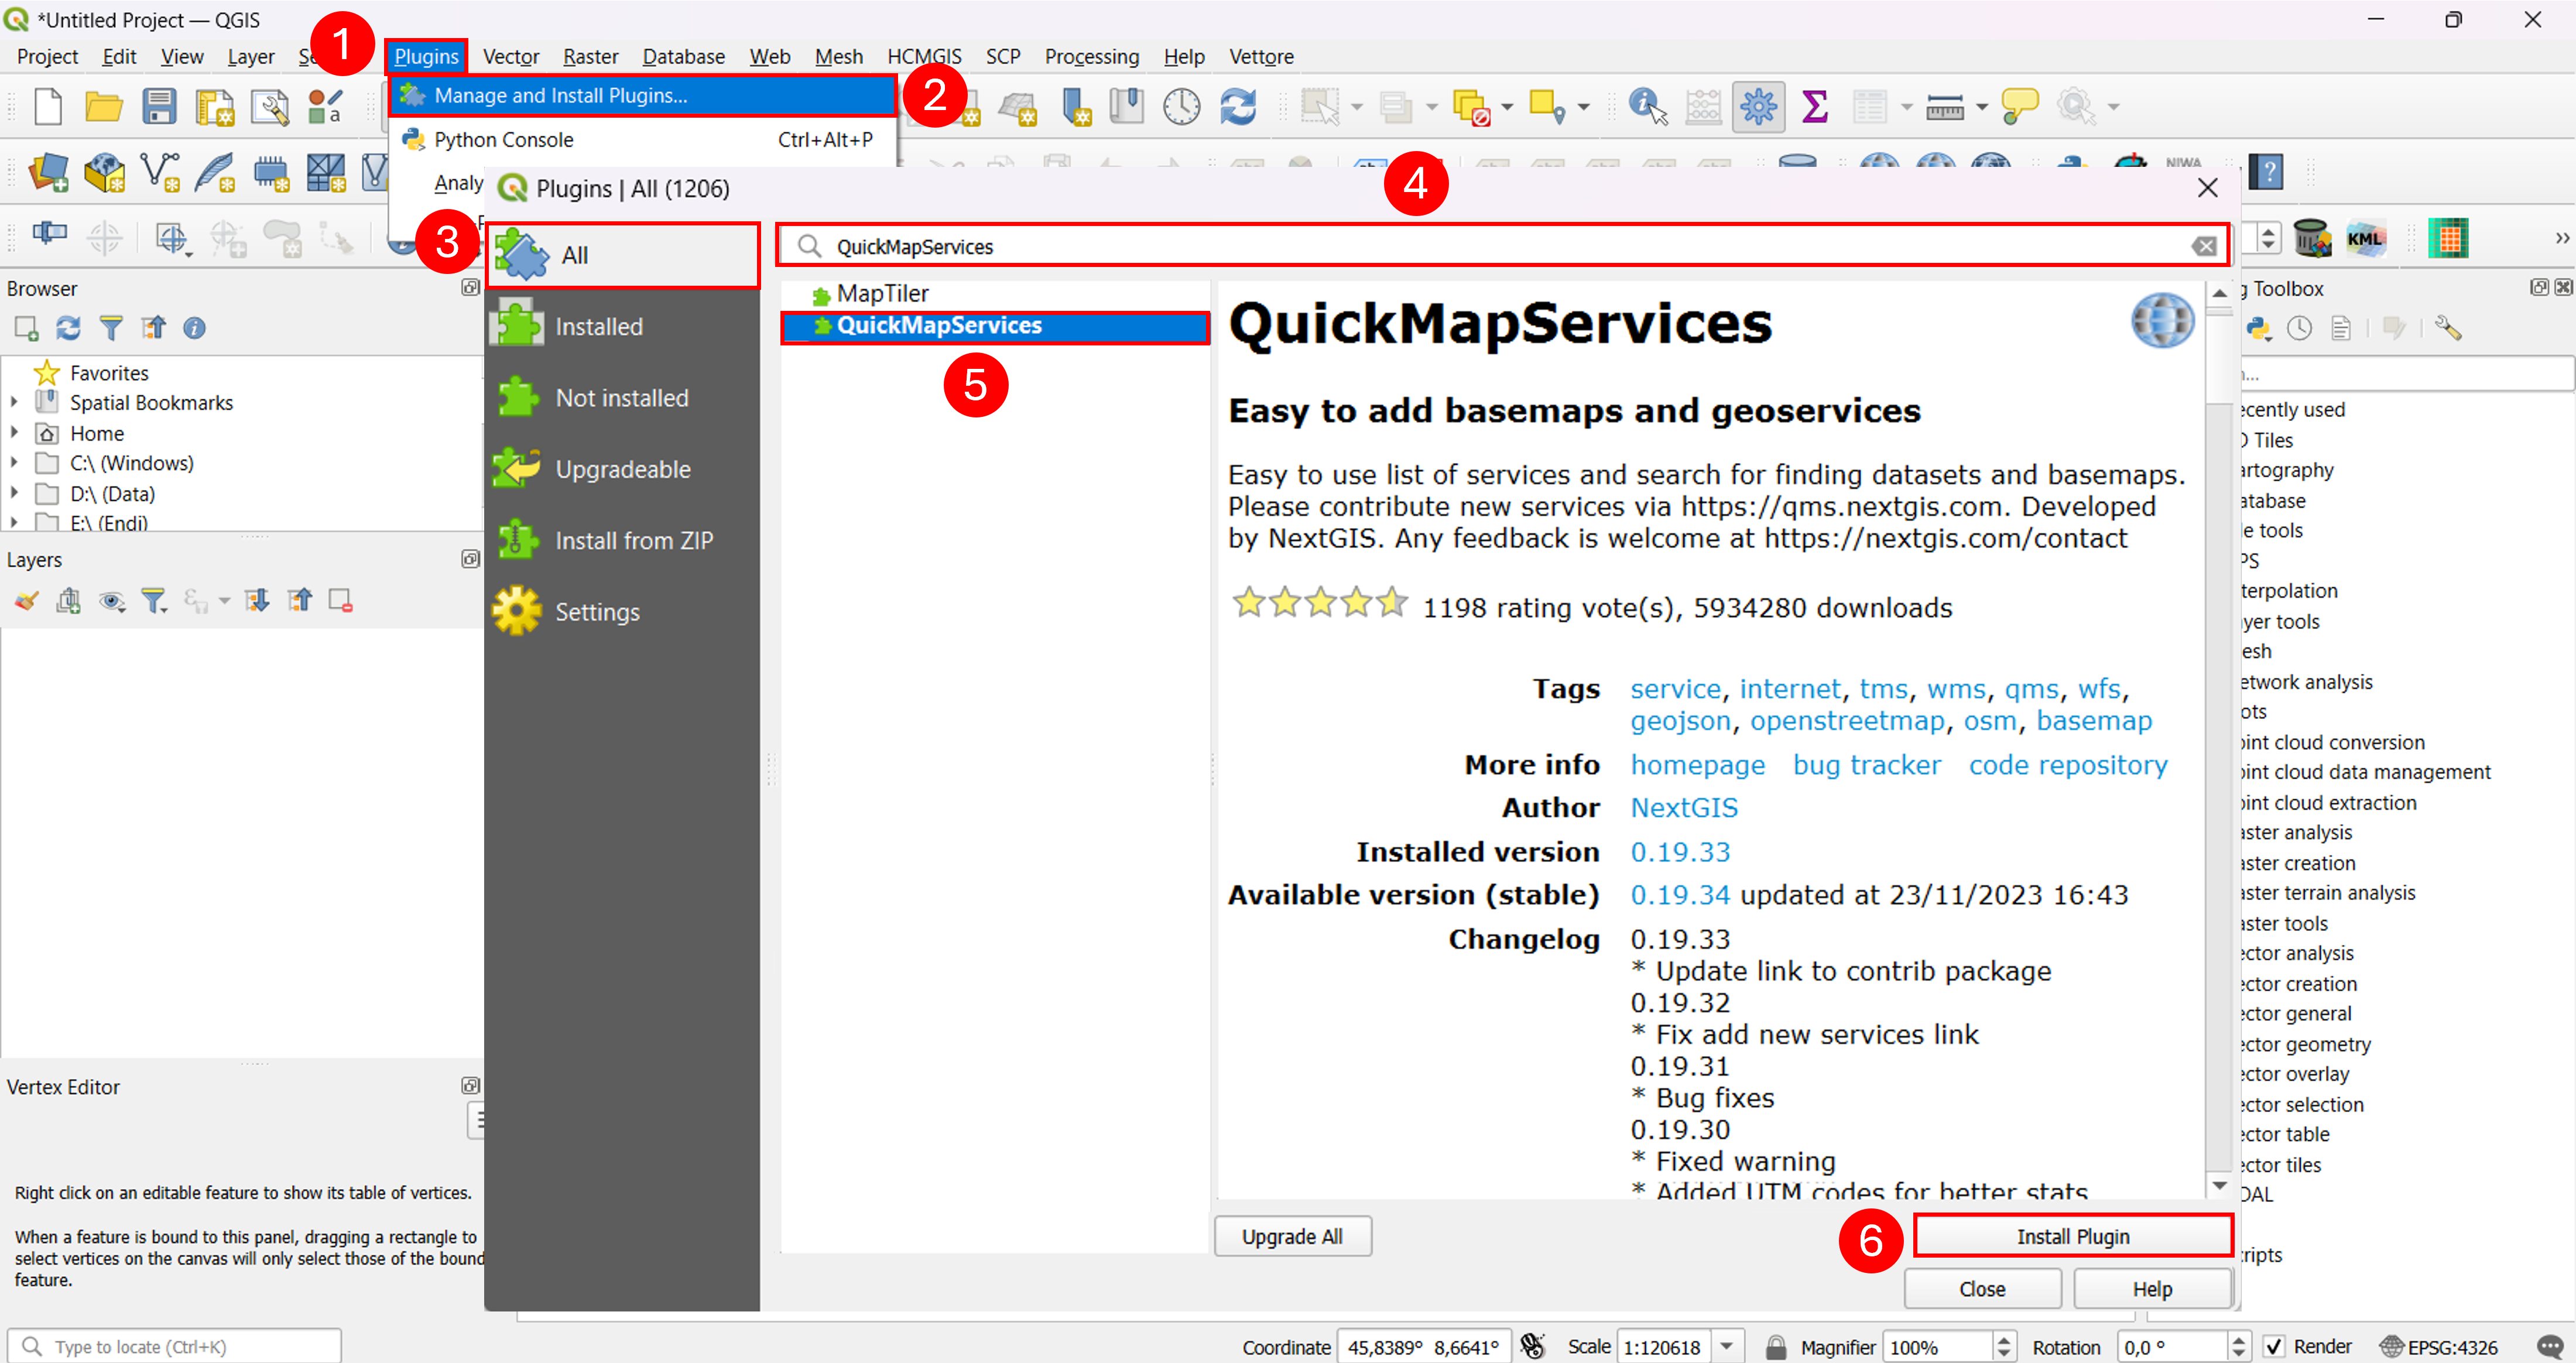 *Untitled Project — QGIS
1
Project Edit View Layer Plugins Vector Raster Database Web Mesh HCMGIS SCP Processing Help Vettore
Manage and Install Plugins...
2
Python Console Ctrl+Alt+P
Analy
Plugins | All (1206)
4
NIWA
3
All
QuickMapServices
KML
Browser
Toolbox
MapTiler
QuickMapServices
5
Installed
Not installed
Upgradeable
Install from ZIP
Settings
Favorites
Spatial Bookmarks
Home
C:\ (Windows)
D:\ (Data)
E:\ (Endi)
Layers
QuickMapServices
Easy to add basemaps and geoservices
Easy to use list of services and search for finding datasets and basemaps.
Please contribute new services via https://qms.nextgis.com. Developed
by NextGIS. Any feedback is welcome at https://nextgis.com/contact
1198 rating vote(s), 5934280 downloads
Tags service, internet, tms, wms, qms, wfs,
geojson, openstreetmap, osm, basemap
More info homepage bug tracker code repository
Author NextGIS
Installed version 0.19.33
Available version (stable) 0.19.34 updated at 23/11/2023 16:43
Changelog 0.19.33
* Update link to contrib package
0.19.32
* Fix add new services link
0.19.31
* Bug fixes
0.19.30
* Fixed warning
* Added UTM codes for better stats
ecently used
D Tiles
artography
atabase
le tools
PS
terpolation
yer tools
esh
etwork analysis
ots
oint cloud conversion
oint cloud data management
oint cloud extraction
aster analysis
aster creation
aster terrain analysis
aster tools
ector analysis
ector creation
ector general
ector geometry
ector overlay
ector selection
ector table
ector tiles
DAL
ripts
Vertex Editor
Right click on an editable feature to show its table of vertices.
When a feature is bound to this panel, dragging a rectangle to
select vertices on the canvas will only select those of the bound
feature.
Upgrade All
6
Install Plugin
Close
Help
Type to locate (Ctrl+K)
Coordinate 45,8389° 8,6641° Scale 1:120618 Magnifier 100% Rotation 0,0 ° Render EPSG:4326